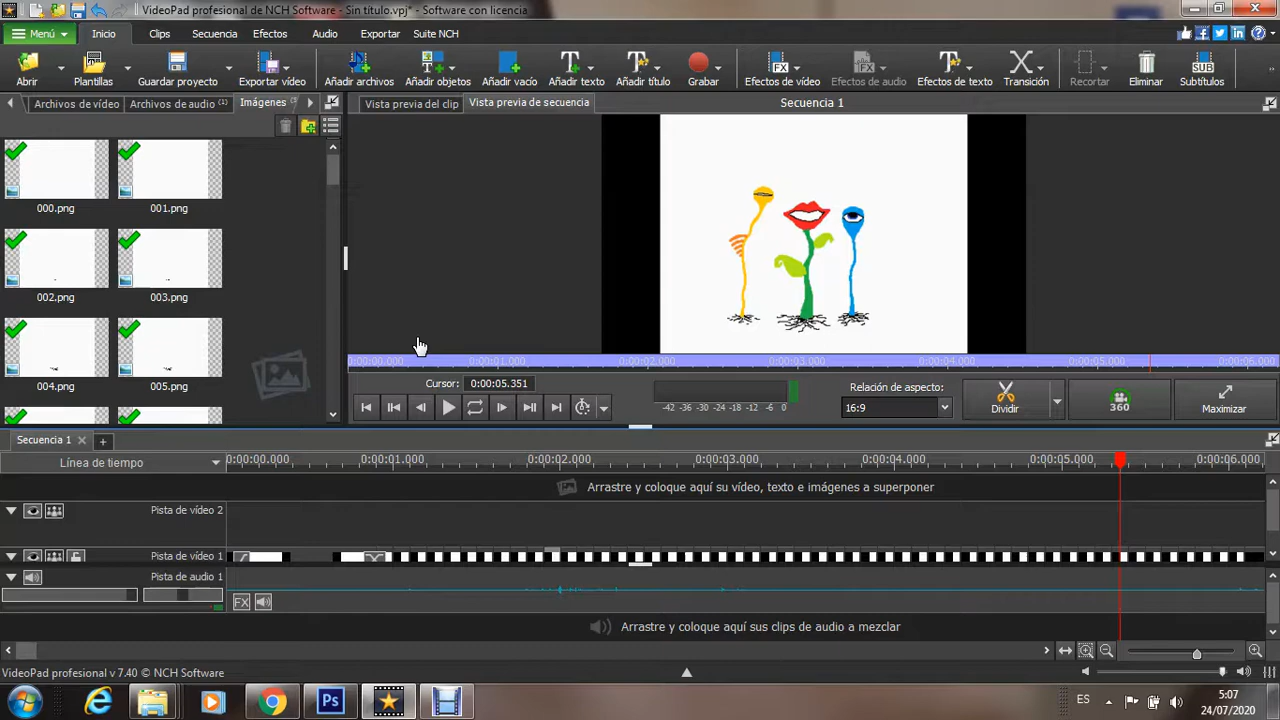 VideoPad profesional de NCH Software - Sin titulo.vpj* - Software con licencia
Menú Inicio Clips Secuencia Efectos Audio Exportar Suite NCH
Abrir Plantillas Guardar proyecto Exportar vídeo Añadir archivos Añadir objetos Añadir vacío Añadir texto Añadir título Grabar Efectos de vídeo Efectos de audio Efectos de texto Transición Recortar Eliminar Subtítulos
Archivos de vídeo Archivos de audio (1) Imágenes
Vista previa del clip Vista previa de secuencia Secuencia 1
000.png 001.png
002.png 003.png
004.png 005.png
0:00:00.000 0:00:01.000 0:00:02.000 0:00:03.000 0:00:04.000 0:00:05.000 0:00:06.000
Cursor: 0:00:05.351
-42 -36 -30 -24 -18 -12 -6 0
Relación de aspecto:
16:9
Dividir
360
Maximizar
Secuencia 1
Línea de tiempo
0:00:00.000 0:00:01.000 0:00:02.000 0:00:03.000 0:00:04.000 0:00:05.000 0:00:06.000
Arrastre y coloque aquí su vídeo, texto e imágenes a superponer
Pista de vídeo 2
Pista de vídeo 1
Pista de audio 1
FX
Arrastre y coloque aquí sus clips de audio a mezclar
VideoPad profesional v 7.40 © NCH Software
Ps
ES
5:07
24/07/2020